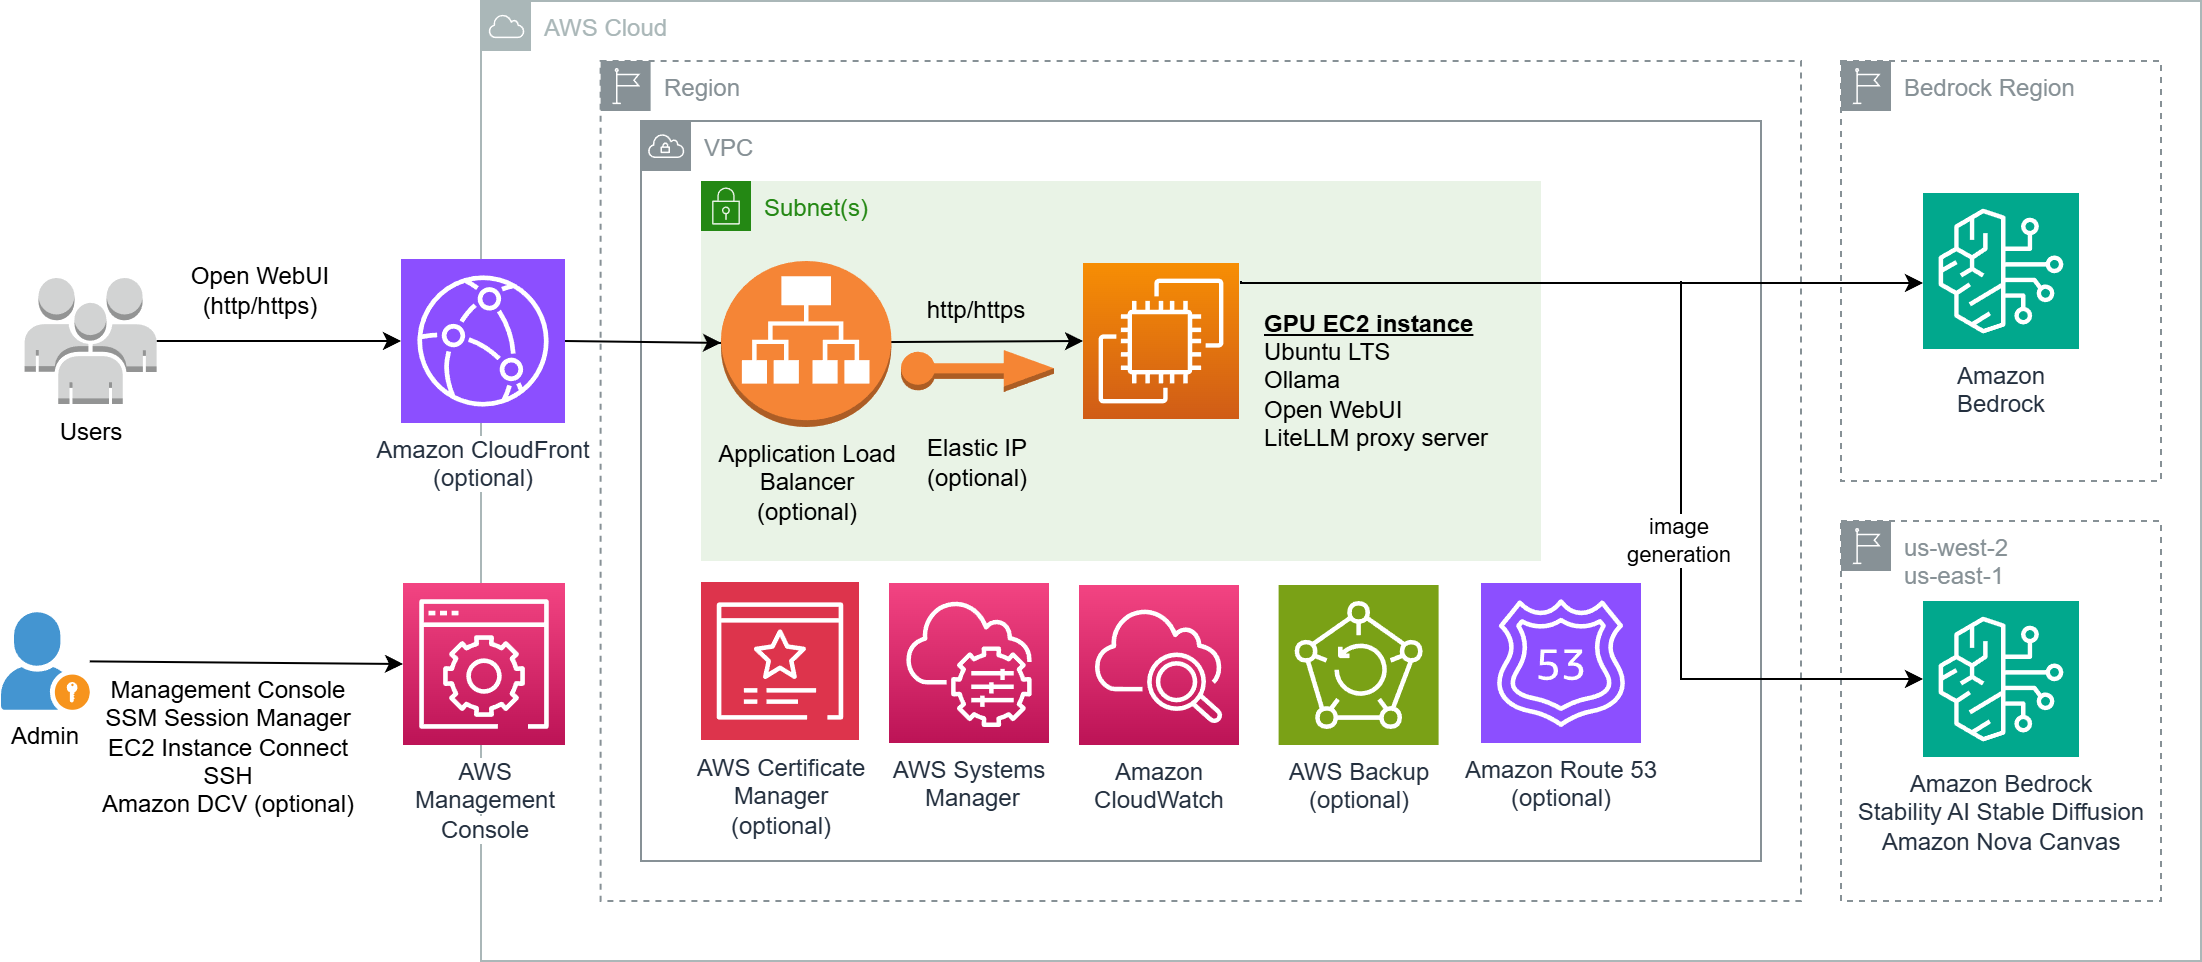 AWS Cloud
Region
Bedrock Region
VPC
Subnet(s)
Open WebUI
(http/https)
Users
Amazon CloudFront
(optional)
Application Load
Balancer
(optional)
http/https
Elastic IP
(optional)
GPU EC2 instance
Ubuntu LTS
Ollama
Open WebUI
LiteLLM proxy server
Amazon
Bedrock
image
generation
us-west-2
us-east-1
Admin
Management Console
SSM Session Manager
EC2 Instance Connect
SSH
Amazon DCV (optional)
AWS
Management
Console
AWS Certificate
Manager
(optional)
AWS Systems
Manager
Amazon
CloudWatch
AWS Backup
(optional)
53
Amazon Route 53
(optional)
Amazon Bedrock
Stability AI Stable Diffusion
Amazon Nova Canvas